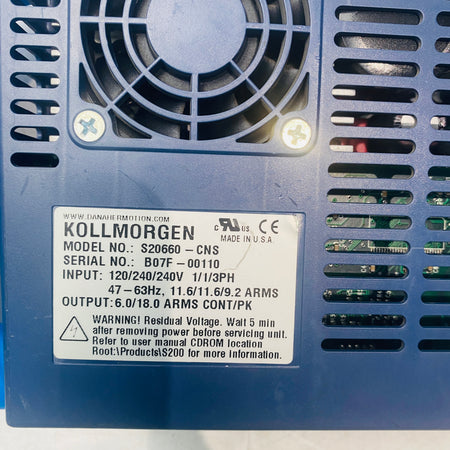 WWW.DANAHERMOTION.COM
KOLLMORGEN
C UL US CE
MADE IN U.S.A.
MODEL NO.: S20660-CNS
SERIAL NO.: B07F-00110
INPUT: 120/240/240V 1/1/3PH
47-63Hz, 11.6/11.6/9.2 ARMS
OUTPUT:6.0/18.0 ARMS CONT/PK
WARNING! Residual Voltage. Wait 5 min
after removing power before servicing unit.
Refer to user manual CDROM location
Root:\Products\S200 for more information.